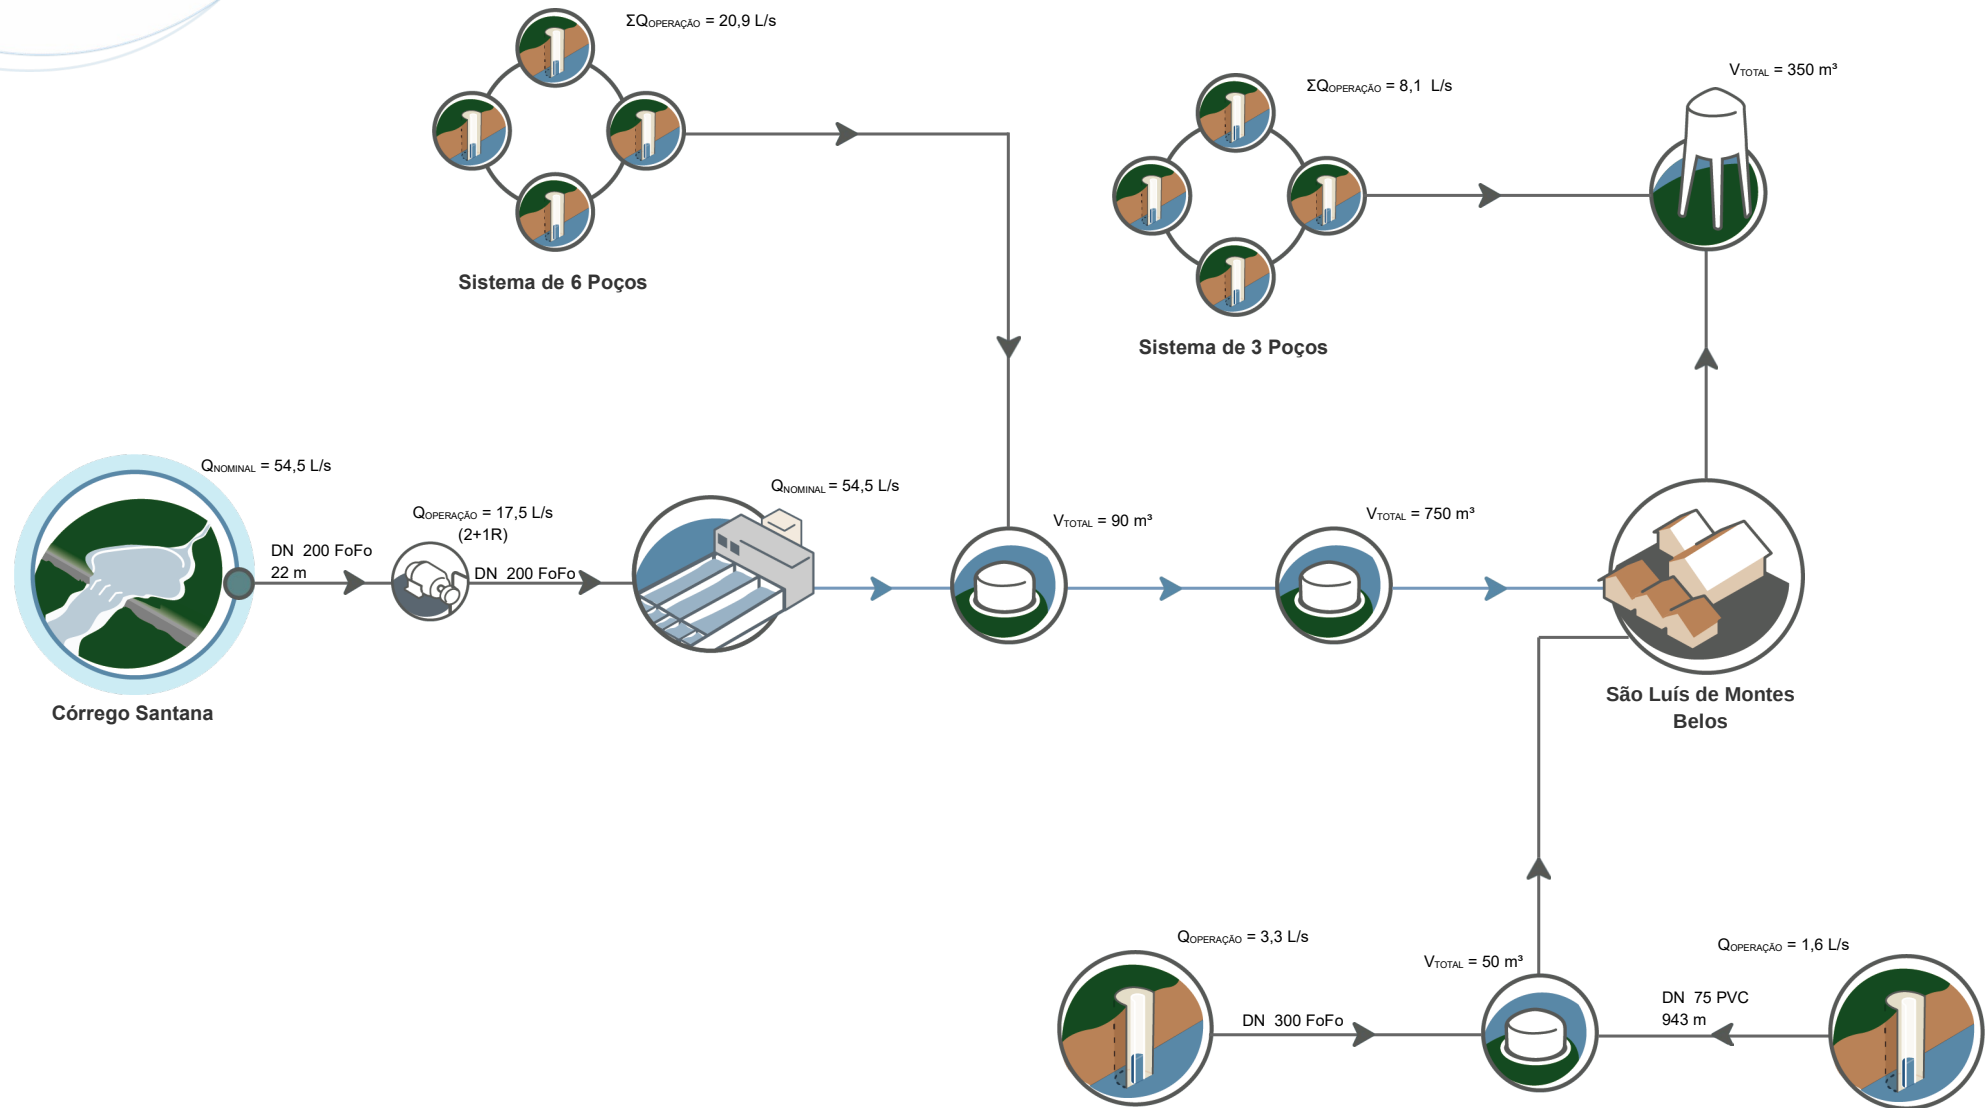 ΣQOPERAÇÃO = 20,9 L/s
Sistema de 6 Poços
ΣQOPERAÇÃO = 8,1 L/s
Sistema de 3 Poços
VTOTAL = 350 m³
QNOMINAL = 54,5 L/s
DN 200 FoFo
22 m
Córrego Santana
QOPERAÇÃO = 17,5 L/s
(2+1R)
DN 200 FoFo
QNOMINAL = 54,5 L/s
VTOTAL = 90 m³
VTOTAL = 750 m³
São Luís de Montes
Belos
QOPERAÇÃO = 3,3 L/s
DN 300 FoFo
VTOTAL = 50 m³
QOPERAÇÃO = 1,6 L/s
DN 75 PVC
943 m